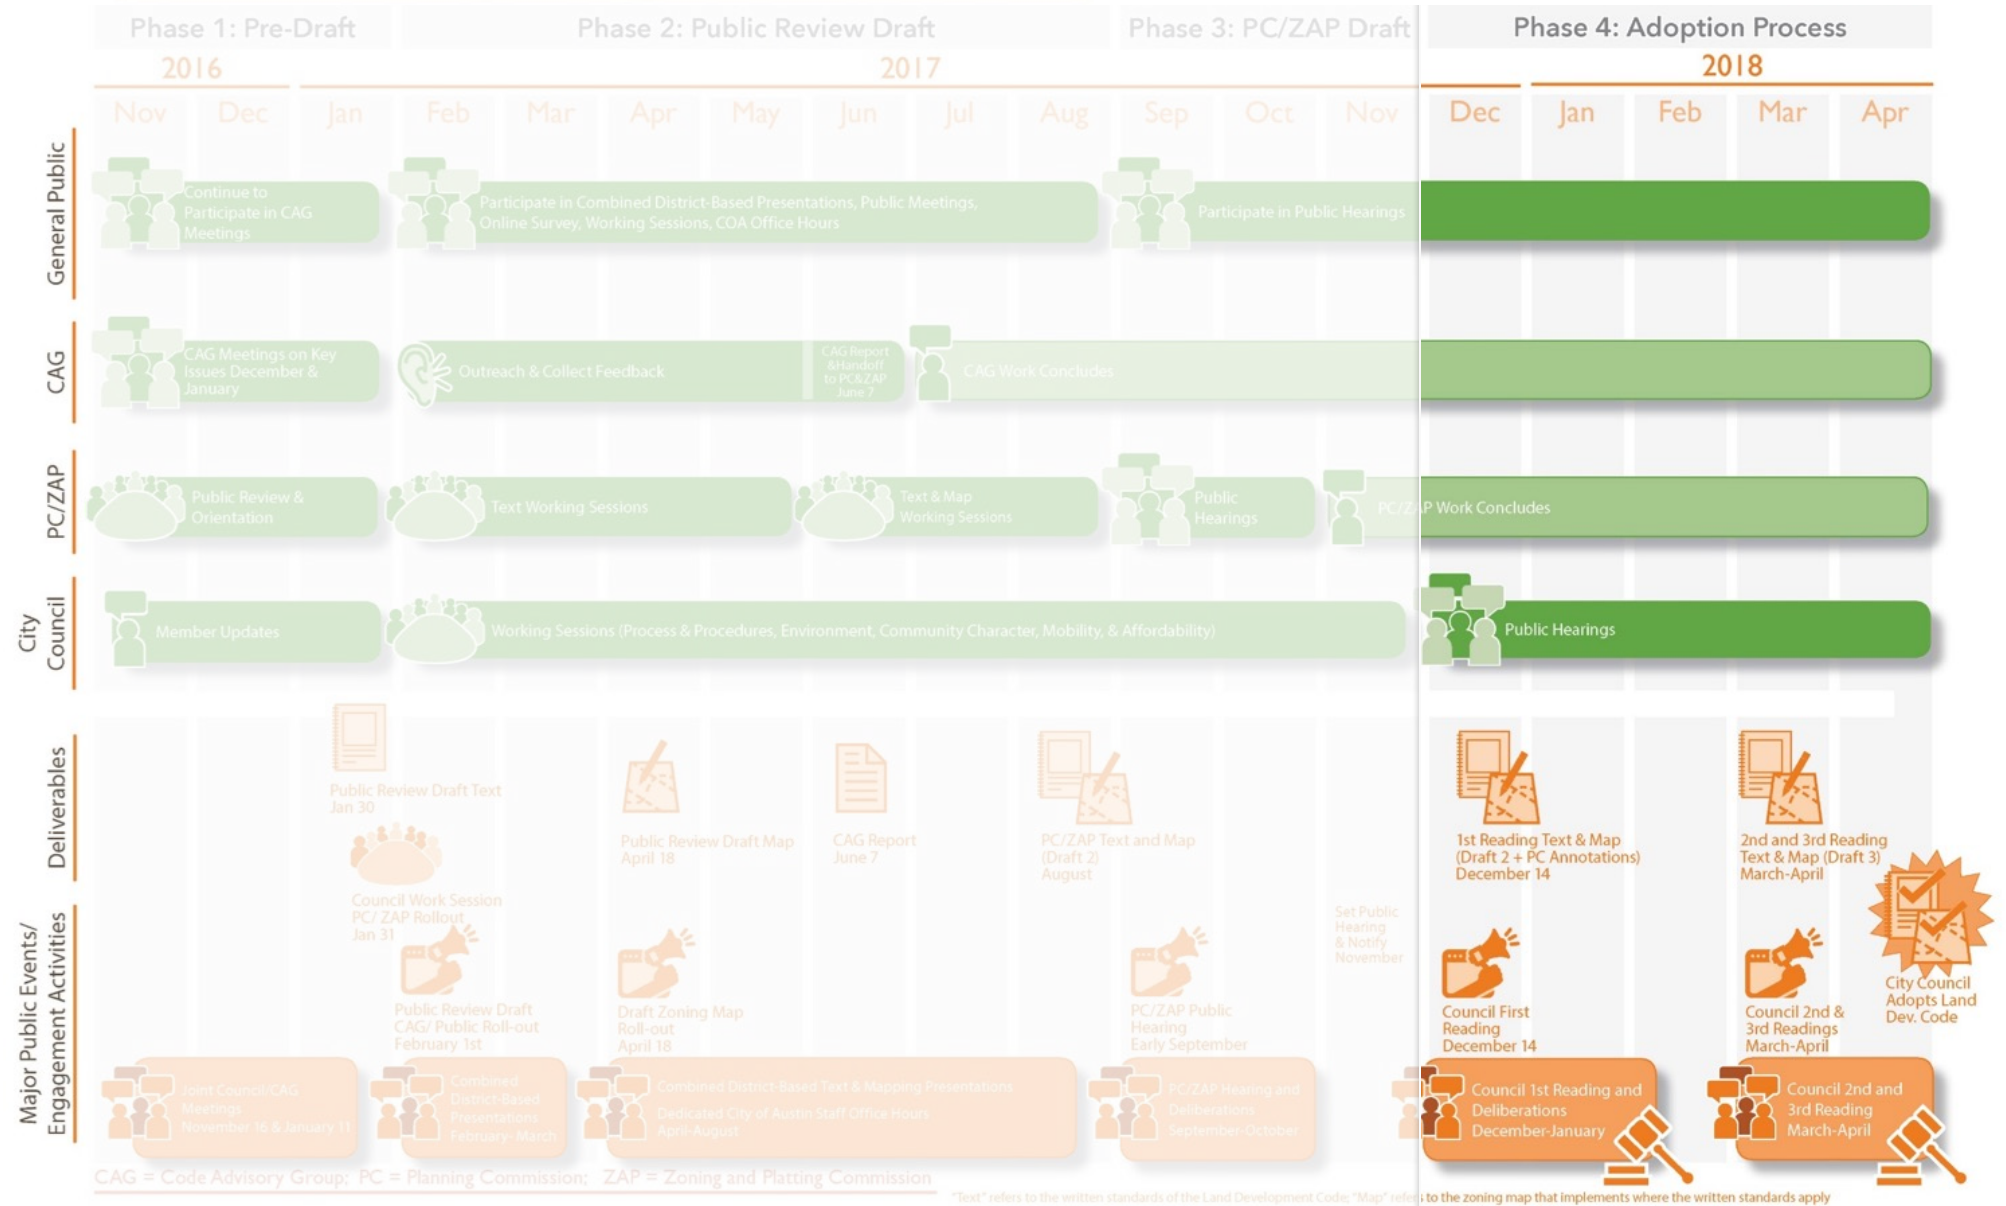 Phase 1: Pre-Draft
Phase 2: Public Review Draft
Phase 3: PC/ZAP Draft
Phase 4: Adoption Process
2016
2017
2018
Nov
Dec
Jan
Feb
Mar
Apr
May
Jun
Jul
Aug
Sep
Oct
Nov
Dec
Jan
Feb
Mar
Apr
General Public
Continue to
Participate in CAG
Meetings
Participate in Combined District-Based Presentations, Public Meetings,
Online Survey, Working Sessions, COA Office Hours
Participate in Public Hearings
CAG
CAG Meetings on Key
Issues December &
January
Outreach & Collect Feedback
CAG Report
&Handoff
to PC&ZAP
June 7
CAG Work Concludes
PC/ZAP
Public Review &
Orientation
Text Working Sessions
Text & Map
Working Sessions
Public
Hearings
PC/ZAP Work Concludes
City
Council
Member Updates
Working Sessions (Process & Procedures, Environment, Community Character, Mobility, & Affordability)
Public Hearings
Deliverables
Public Review Draft Text
Jan 30
Public Review Draft Map
April 18
CAG Report
June 7
PC/ZAP Text and Map
(Draft 2)
August
1st Reading Text & Map
(Draft 2 + PC Annotations)
December 14
2nd and 3rd Reading
Text & Map (Draft 3)
March-April
Major Public Events/
Engagement Activities
Council Work Session
PC/ ZAP Rollout
Jan 31
Public Review Draft
CAG/ Public Roll-out
February 1st
Draft Zoning Map
Roll-out
April 18
PC/ZAP Public
Hearing
Early September
Set Public
Hearing
& Notify
November
Council First
Reading
December 14
Council 2nd &
3rd Readings
March-April
City Council
Adopts Land
Dev. Code
Joint Council/CAG
Meetings
November 16 & January 11
Combined
District-Based
Presentations
February- March
Combined District-Based Text & Mapping Presentations
Dedicated City of Austin Staff Office Hours
April-August
PC/ZAP Hearing and
Deliberations
September-October
Council 1st Reading and
Deliberations
December-January
Council 2nd and
3rd Reading
March-April
CAG = Code Advisory Group; PC = Planning Commission; ZAP = Zoning and Platting Commission
"Text" refers to the written standards of the Land Development Code; "Map" refers to the zoning map that implements where the written standards apply